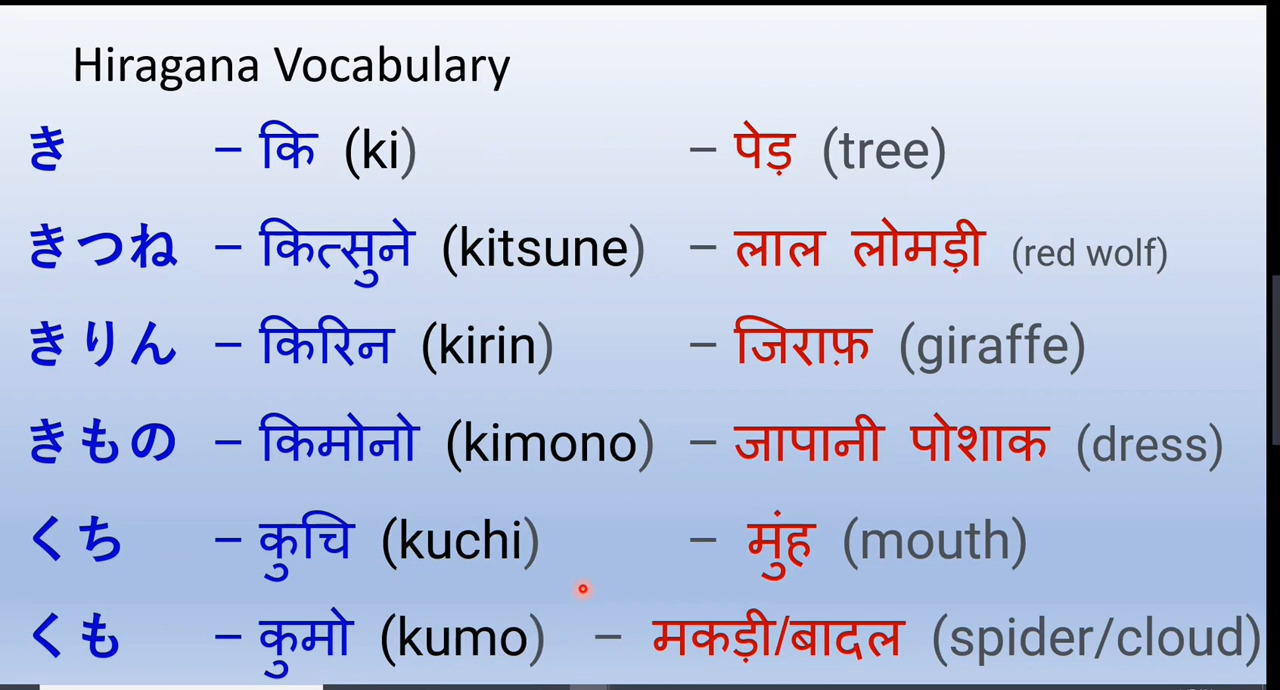 Hiragana Vocabulary
き – कि (ki) – पेड़ (tree)
きつね – कित्सुने (kitsune) – लाल लोमड़ी (red wolf)
きりん – किरिन (kirin) – जिराफ़ (giraffe)
きもの – किमोनो (kimono) – जापानी पोशाक (dress)
くち – कुचि (kuchi) – मुंह (mouth)
くも – कुमो (kumo) – मकड़ी/बादल (spider/cloud)